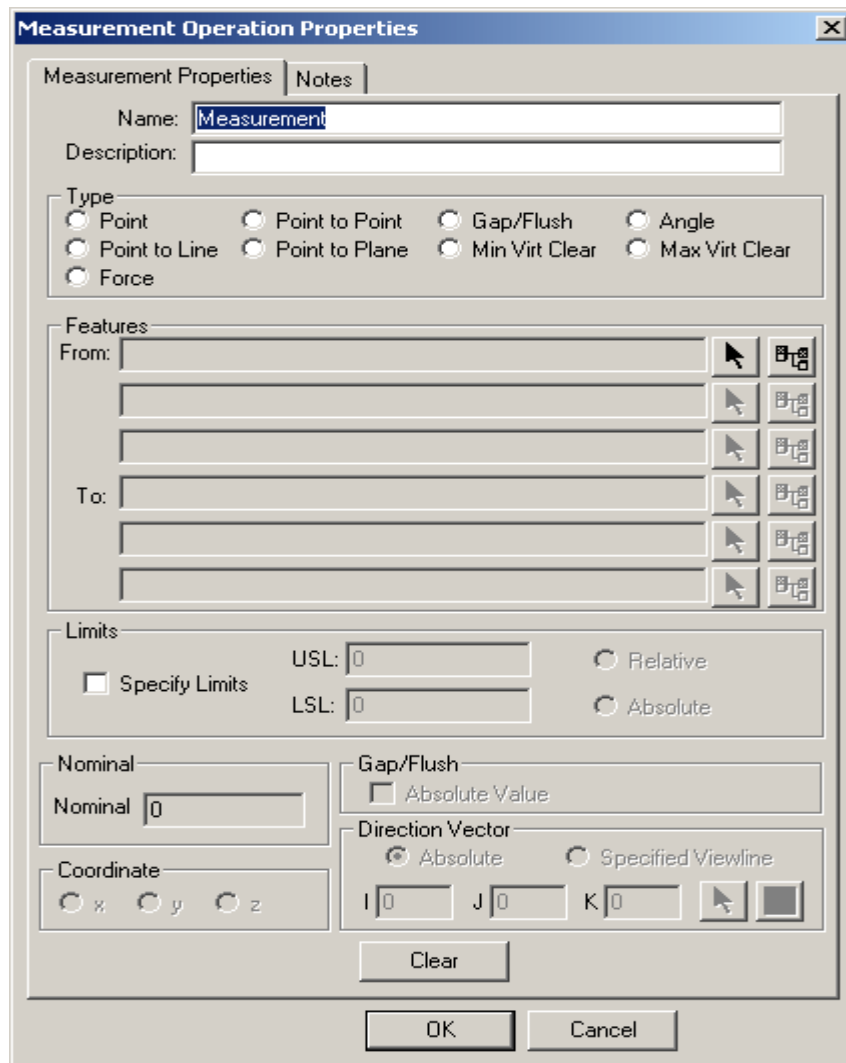 Measurement Operation Properties
Measurement Properties Notes
Name: Measurement
Description:
Type
Point Point to Point Gap/Flush Angle
Point to Line Point to Plane Min Virt Clear Max Virt Clear
Force
Features
From:
To:
Limits
Specify Limits USL: 0 Relative
LSL: 0 Absolute
Nominal
Nominal 0
Gap/Flush
Absolute Value
Direction Vector
Absolute Specified Viewline
I 0 J 0 K 0
Coordinate
x y z
Clear
OK Cancel